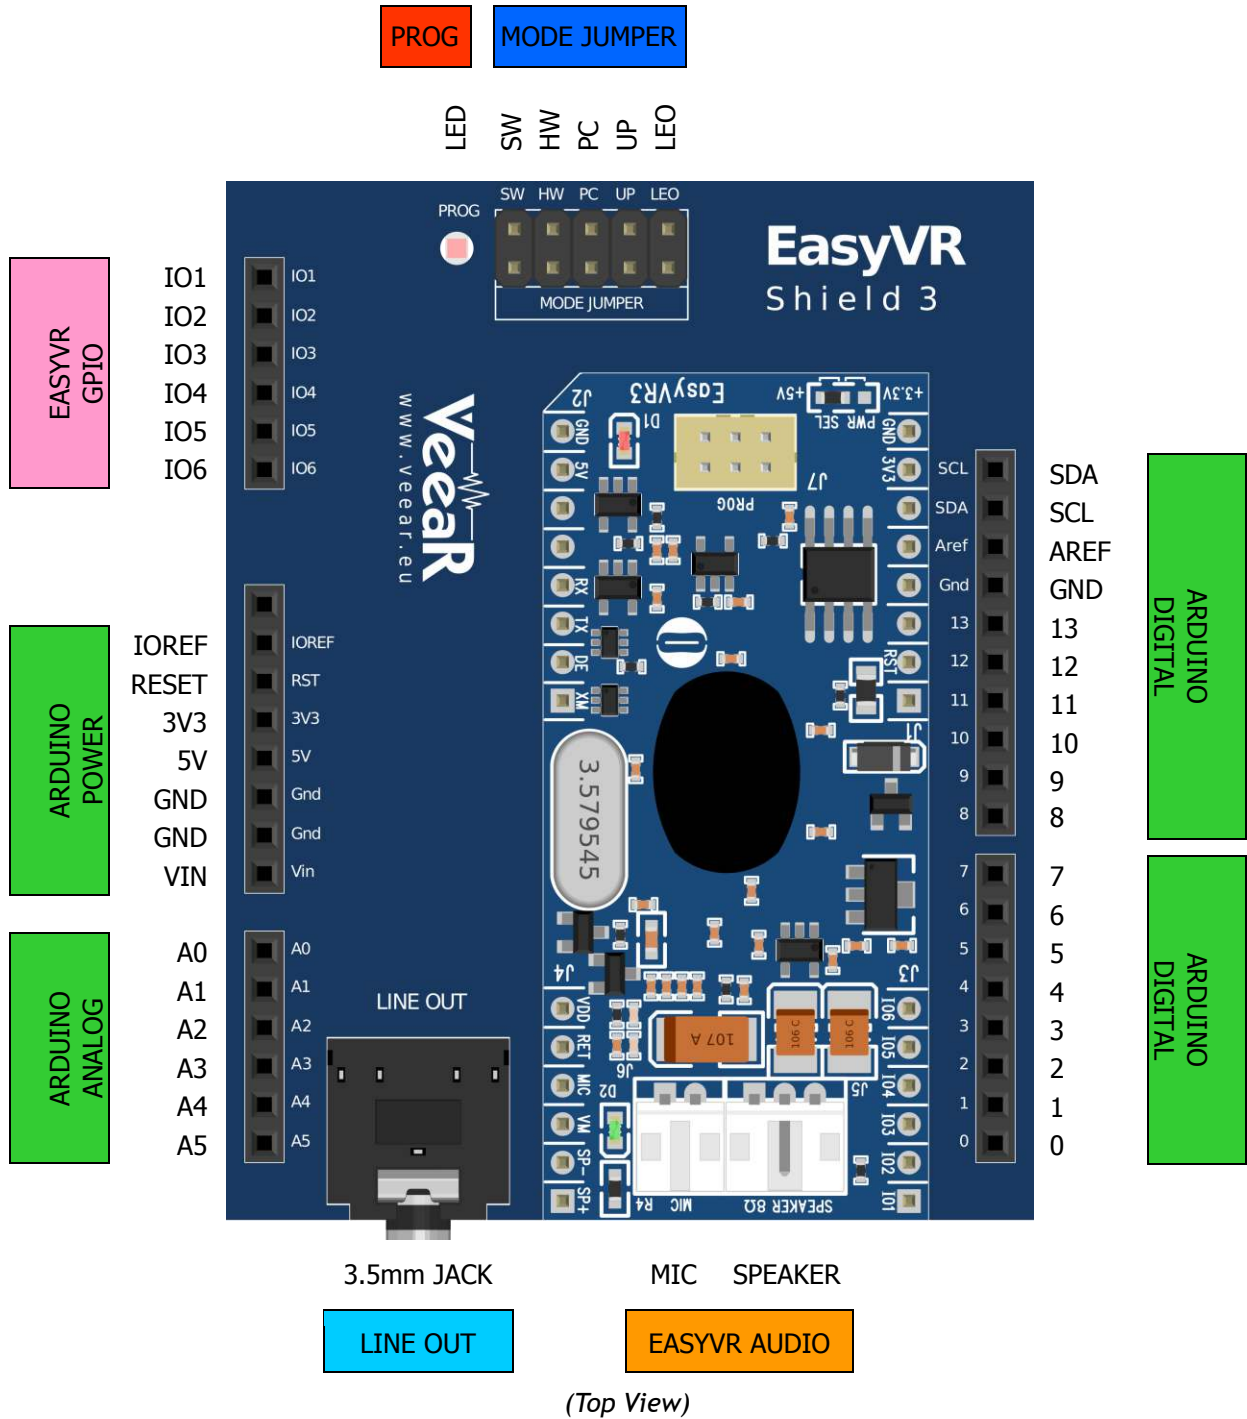 PROG MODE JUMPER
LED SW HW PC UP LEO
SW HW PC UP LEO
PROG
MODE JUMPER
EasyVR
Shield 3
EASYVR
GPIO
IO1 IO1
IO2 IO2
IO3 IO3
IO4 IO4
IO5 IO5
IO6 IO6
VeeaR
www.veear.eu
ARDUINO
POWER
IOREF IOREF
RESET RST
3V3 3V3
5V 5V
GND Gnd
GND Gnd
VIN Vin
ARDUINO
ANALOG
A0 A0
A1 A1
A2 A2
A3 A3
A4 A4
A5 A5
LINE OUT
J2
EasyVR3
D1
+5V
+3.3V
PWR SEL
J7
PROG
GND
5V
RX
TX
DE
XM
GND
3V3
RST
J1
3.579545
J4
VDD
RET
MIC
VM
SP-
SP+
J6
D2
107 A
106 C
106 C
J3
J5
IO6
IO5
IO4
IO3
IO2
IO1
R4
MIC
SPEAKER 8Ω
SCL SDA
SDA SCL
Aref AREF
Gnd GND
13 13
12 12
11 11
10 10
9 9
8 8
ARDUINO
DIGITAL
7 7
6 6
5 5
4 4
3 3
2 2
1 1
0 0
ARDUINO
DIGITAL
3.5mm JACK MIC SPEAKER
LINE OUT EASYVR AUDIO
(Top View)